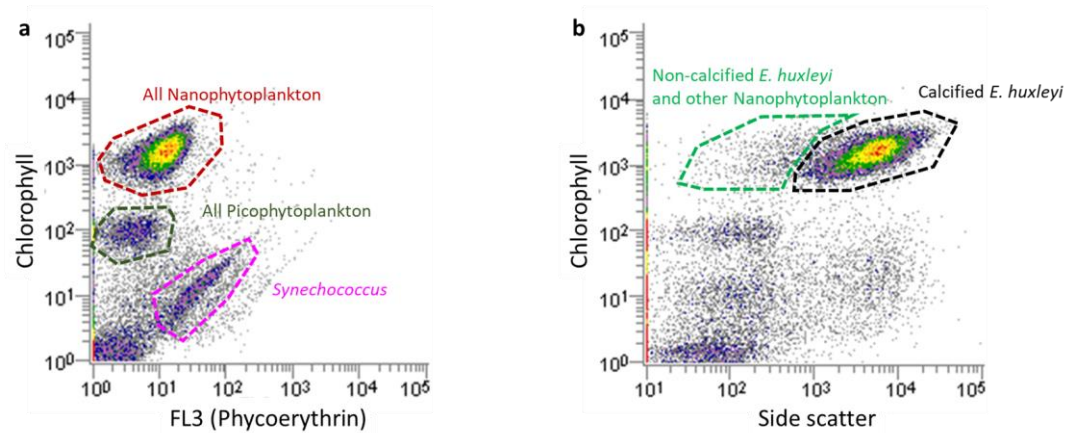 a
10⁵
10⁴
10³
10²
10¹
10⁰
Chlorophyll
All Nanophytoplankton
All Picophytoplankton
Synechococcus
10⁰ 10¹ 10² 10³ 10⁴ 10⁵
FL3 (Phycoerythrin)
b
10⁵
10⁴
10³
10²
10¹
10⁰
Chlorophyll
Non-calcified E. huxleyi
and other Nanophytoplankton
Calcified E. huxleyi
10¹ 10² 10³ 10⁴ 10⁵
Side scatter